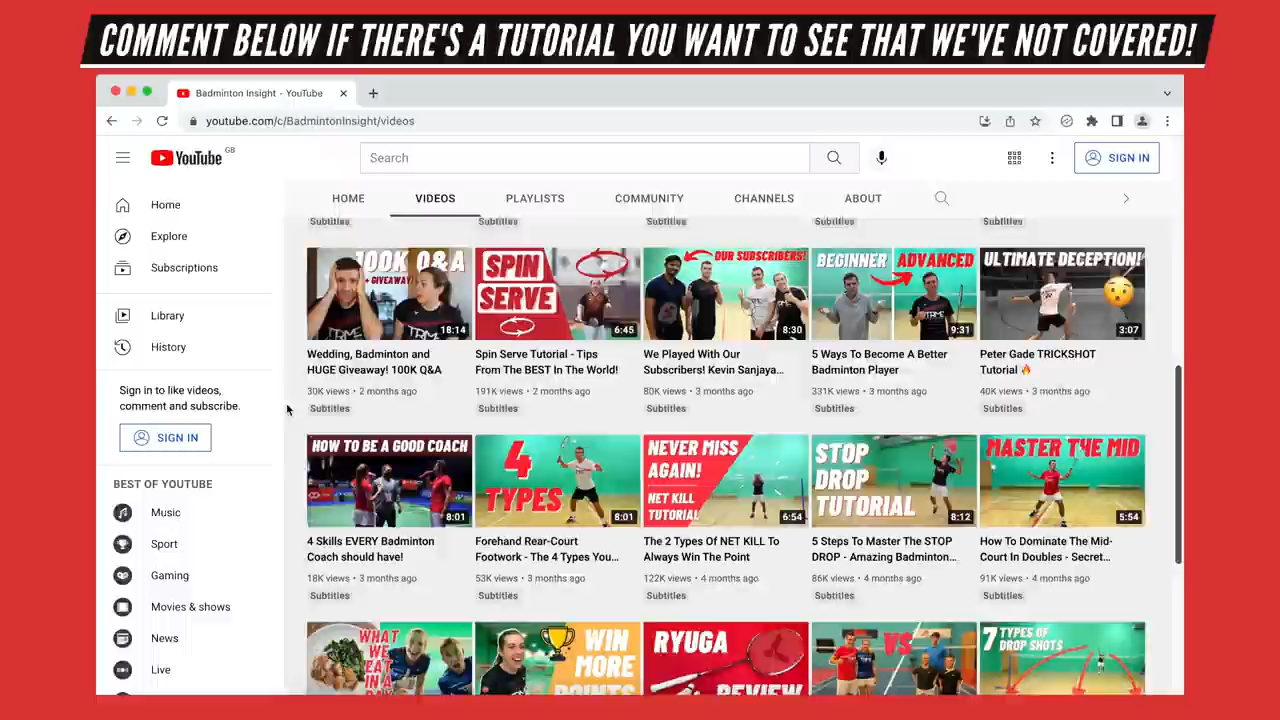 COMMENT BELOW IF THERE'S A TUTORIAL YOU WANT TO SEE THAT WE'VE NOT COVERED!
Badminton Insight - YouTube
youtube.com/c/BadmintonInsight/videos
YouTube GB
Search
SIGN IN
HOME VIDEOS PLAYLISTS COMMUNITY CHANNELS ABOUT
Home
Explore
Subscriptions
Library
History
Sign in to like videos,
comment and subscribe.
SIGN IN
BEST OF YOUTUBE
Music
Sport
Gaming
Movies & shows
News
Live
Subtitles Subtitles Subtitles Subtitles Subtitles
100K Q&A
+ GIVEAWAY!
18:14
Wedding, Badminton and
HUGE Giveaway! 100K Q&A
30K views • 2 months ago
Subtitles
SPIN
SERVE
6:45
Spin Serve Tutorial - Tips
From The BEST In The World!
191K views • 2 months ago
Subtitles
OUR SUBSCRIBERS!
8:30
We Played With Our
Subscribers! Kevin Sanjaya...
80K views • 3 months ago
Subtitles
BEGINNER ADVANCED
9:31
5 Ways To Become A Better
Badminton Player
331K views • 3 months ago
Subtitles
ULTIMATE DECEPTION!
3:07
Peter Gade TRICKSHOT
Tutorial 🔥
40K views • 3 months ago
Subtitles
HOW TO BE A GOOD COACH
8:01
4 Skills EVERY Badminton
Coach should have!
18K views • 3 months ago
Subtitles
4
TYPES
8:01
Forehand Rear-Court
Footwork - The 4 Types You...
53K views • 3 months ago
Subtitles
NEVER MISS
AGAIN!
NET KILL
TUTORIAL
6:54
The 2 Types Of NET KILL To
Always Win The Point
122K views • 4 months ago
Subtitles
STOP
DROP
TUTORIAL
8:12
5 Steps To Master The STOP
DROP - Amazing Badminton...
86K views • 4 months ago
Subtitles
MASTER THE MID
5:54
How To Dominate The Mid-
Court In Doubles - Secret...
91K views • 4 months ago
Subtitles
WHAT
WE
EAT
IN A
DAY
WIN
MORE
POINTS
RYUGA
REVIEW
VS
7 TYPES OF
DROP SHOTS